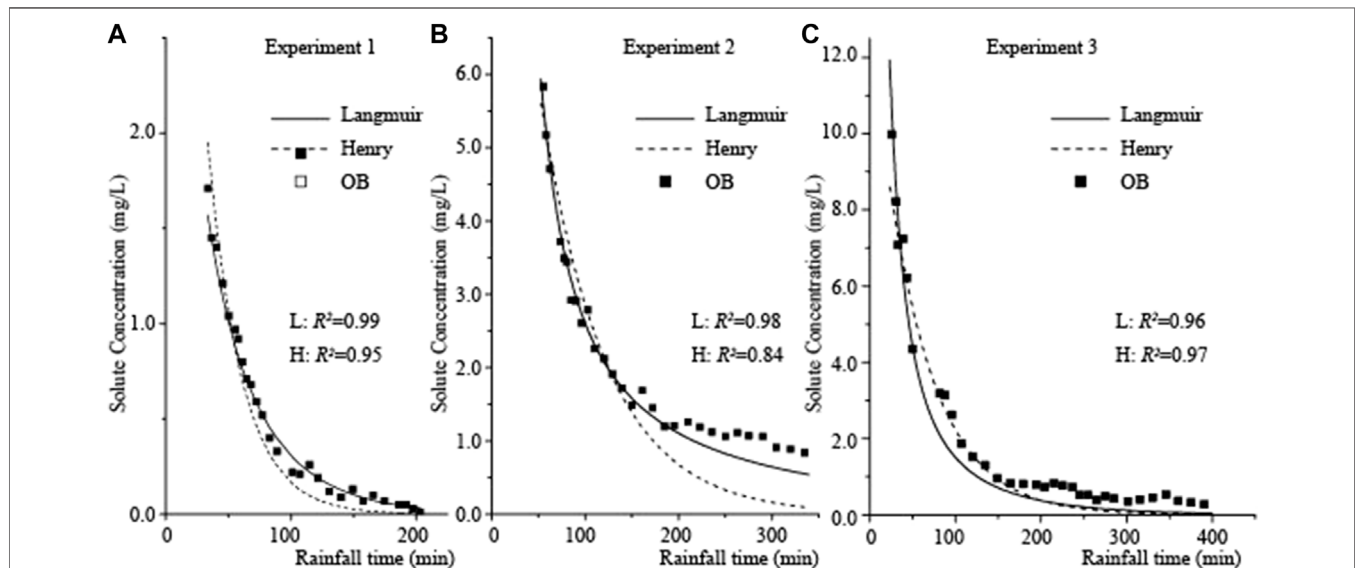 A
Experiment 1
2.0
1.0
0.0
Solute Concentration (mg/L)
Langmuir
Henry
OB
L: R²=0.99
H: R²=0.95
0
100
200
Rainfall time (min)
B
Experiment 2
6.0
5.0
4.0
3.0
2.0
1.0
0.0
Solute Concentration (mg/L)
Langmuir
Henry
OB
L: R²=0.98
H: R²=0.84
0
100
200
300
Rainfall time (min)
C
Experiment 3
12.0
10.0
8.0
6.0
4.0
2.0
0.0
Solute Concentration (mg/L)
Langmuir
Henry
OB
L: R²=0.96
H: R²=0.97
0
100
200
300
400
Rainfall time (min)